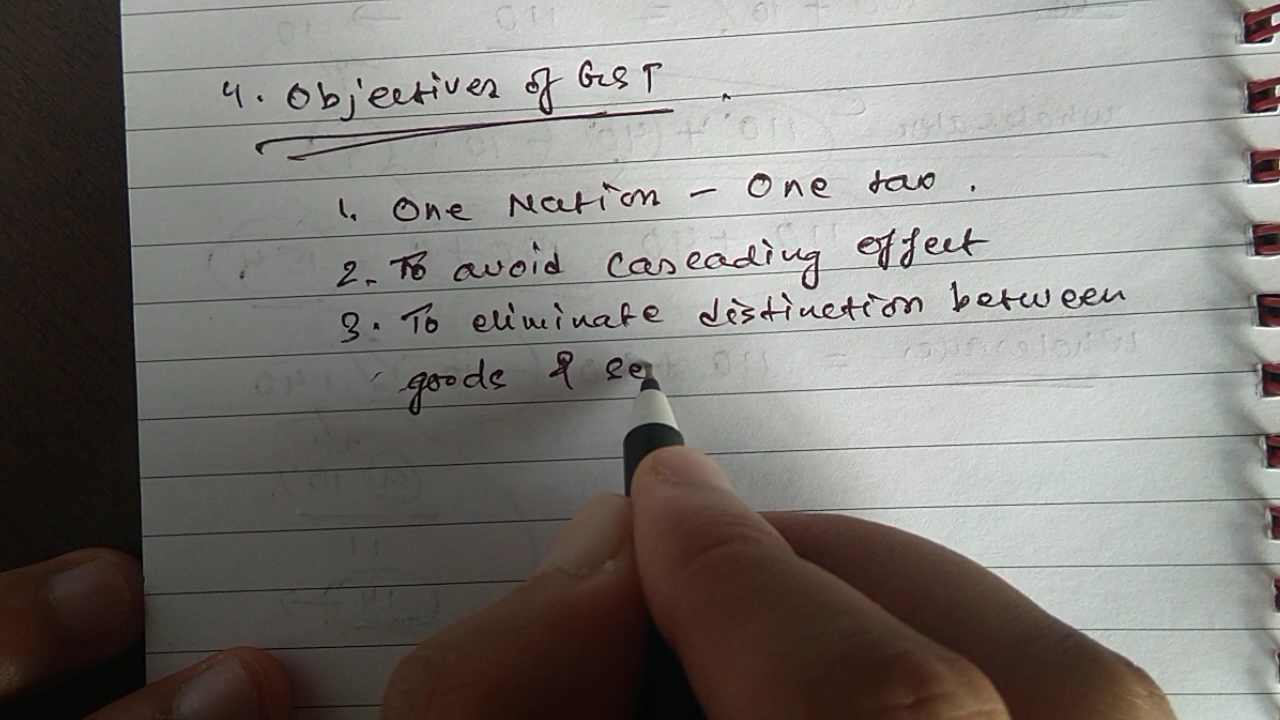 4. Objectives of GST
1. One Nation - One tax.
2. To avoid cascading effect
3. To eliminate distinction between
goods & se